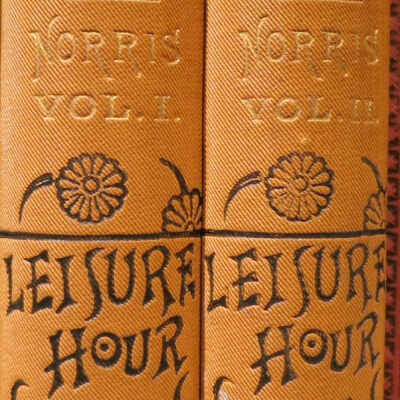 NORRIS
VOL. I.
LEISURE
HOUR
NORRIS
VOL. II.
LEISURE
HOUR